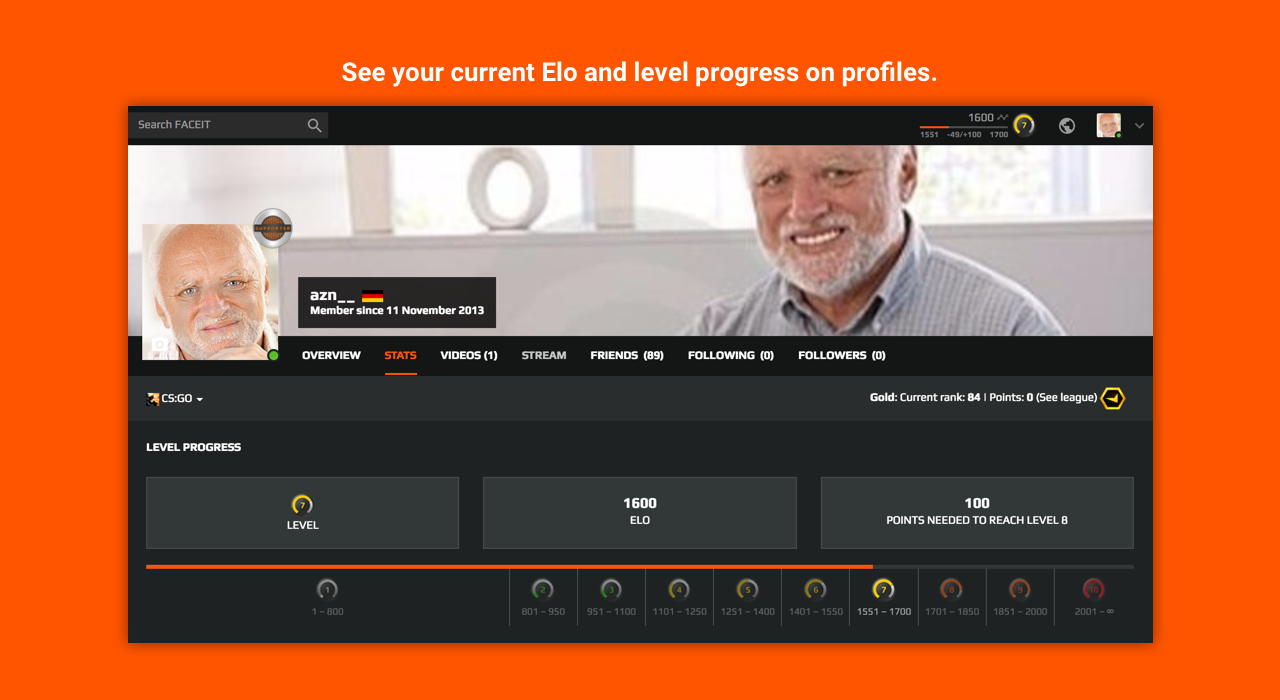 See your current Elo and level progress on profiles.
Search FACEIT
1600
7
1551 -49/+100 1700
SUPPORTER
azn__
Member since 11 November 2013
OVERVIEW STATS VIDEOS (1) STREAM FRIENDS (89) FOLLOWING (0) FOLLOWERS (0)
CS:GO
Gold: Current rank: 84 | Points: 0 (See league)
LEVEL PROGRESS
7
LEVEL
1600
ELO
100
POINTS NEEDED TO REACH LEVEL 8
1 2 3 4 5 6 7 8 9 10
1 – 800 801 – 950 951 – 1100 1101 – 1250 1251 – 1400 1401 – 1550 1551 – 1700 1701 – 1850 1851 – 2000 2001 – ∞